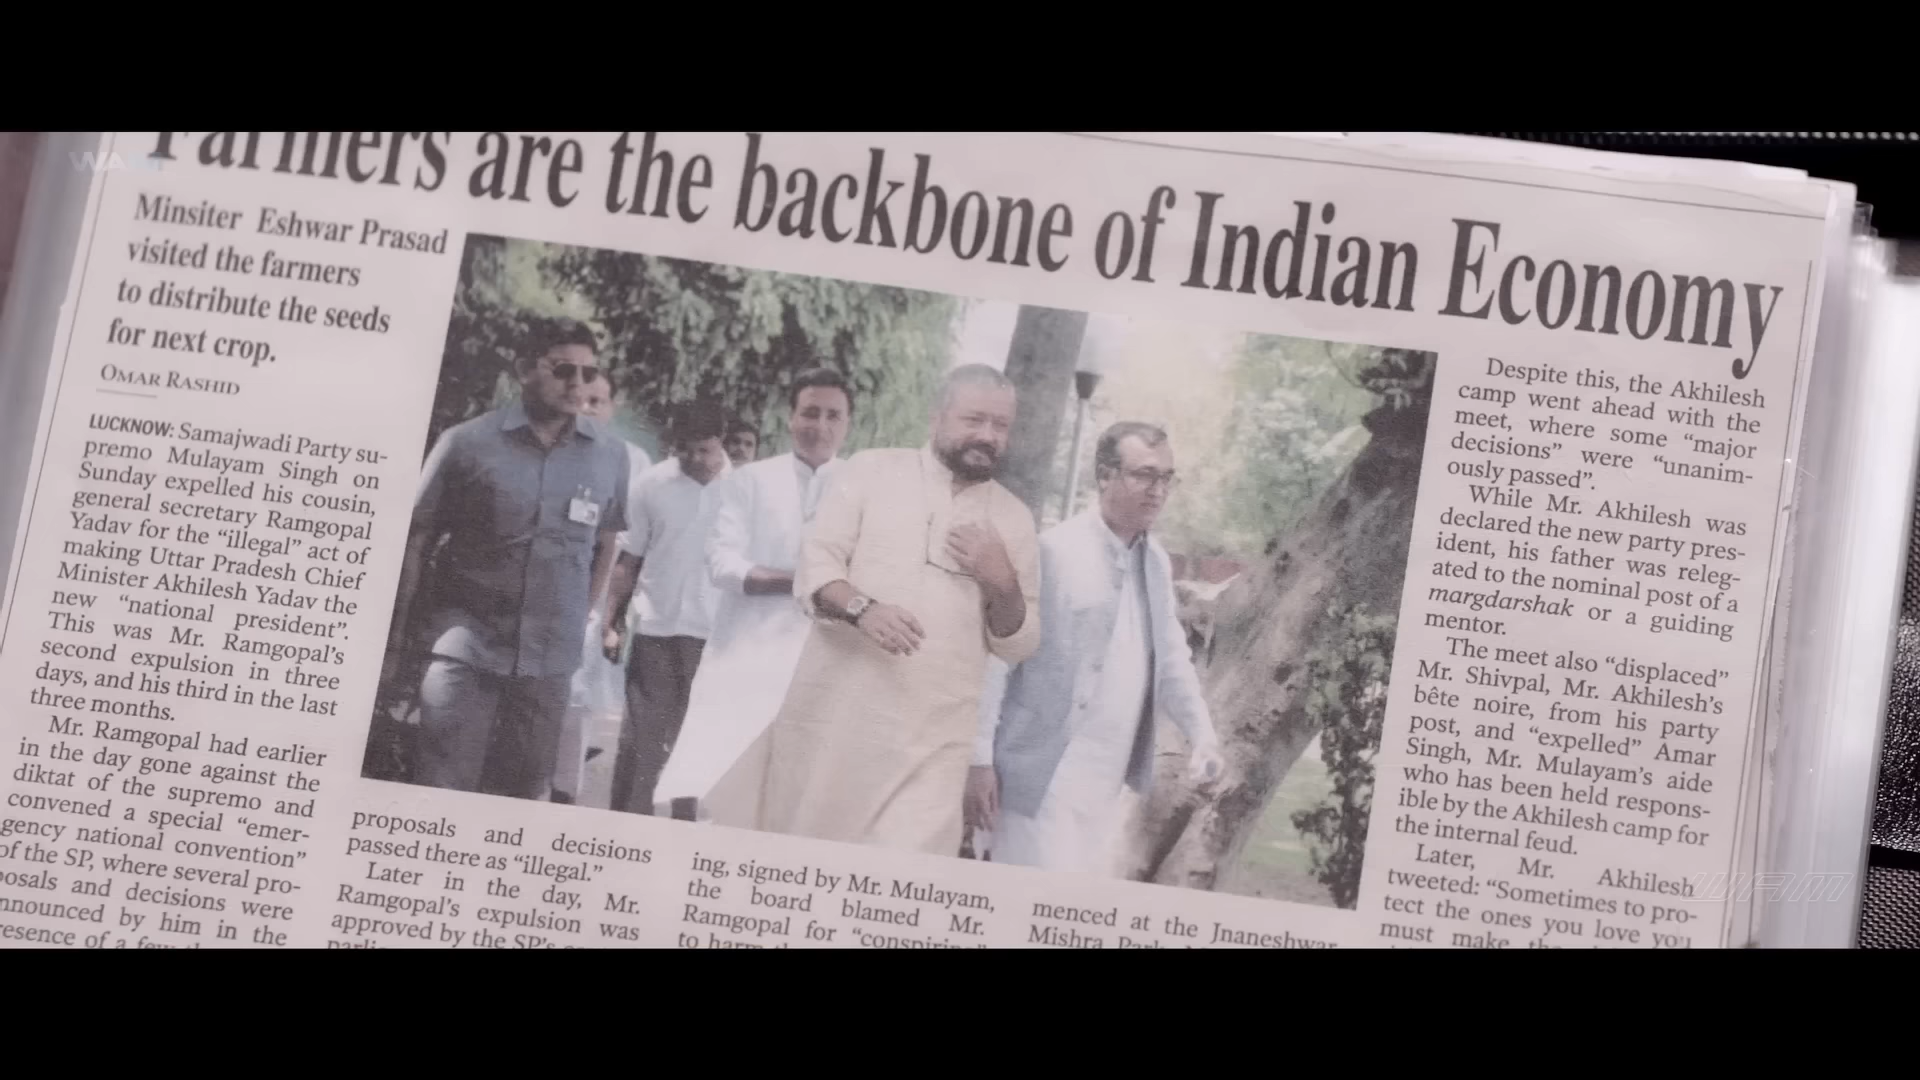 Farmers are the backbone of Indian Economy
Minsiter Eshwar Prasad
visited the farmers
to distribute the seeds
for next crop.
OMAR RASHID
LUCKNOW: Samajwadi Party su-
premo Mulayam Singh on
Sunday expelled his cousin,
general secretary Ramgopal
Yadav for the “illegal” act of
making Uttar Pradesh Chief
Minister Akhilesh Yadav the
new “national president”.
This was Mr. Ramgopal’s
second expulsion in three
days, and his third in the last
three months.
Mr. Ramgopal had earlier
in the day gone against the
diktat of the supremo and
convened a special “emer-
gency national convention”
of the SP, where several pro-
posals and decisions were
nnounced by him in the
resence of a few
proposals and decisions
passed there as “illegal.”
Later in the day, Mr.
Ramgopal’s expulsion was
approved by the SP’s
ing, signed by Mr. Mulayam,
the board blamed Mr.
Ramgopal for “conspiring”
to harm
menced at the Jnaneshwar
Mishra Park
Despite this, the Akhilesh
camp went ahead with the
meet, where some “major
decisions” were “unanim-
ously passed”.
While Mr. Akhilesh was
declared the new party pres-
ident, his father was releg-
ated to the nominal post of a
margdarshak or a guiding
mentor.
The meet also “displaced”
Mr. Shivpal, Mr. Akhilesh’s
bête noire, from his party
post, and “expelled” Amar
Singh, Mr. Mulayam’s aide
who has been held respons-
ible by the Akhilesh camp for
the internal feud.
Later, Mr. Akhilesh
tweeted: “Sometimes to pro-
tect the ones you love you
must make
WAM